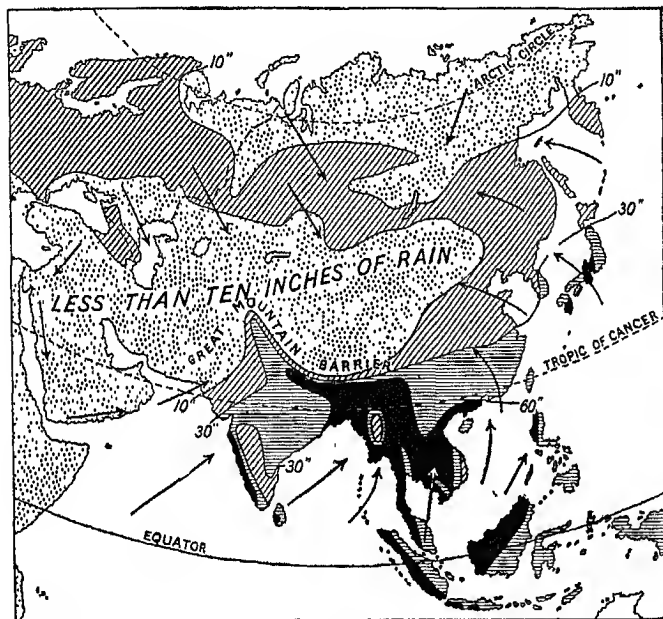 10"
ARCTIC CIRCLE
10"
30"
LESS THAN TEN INCHES OF RAIN
GREAT MOUNTAIN BARRIER
TROPIC OF CANCER
10"
60"
30"
30"
EQUATOR